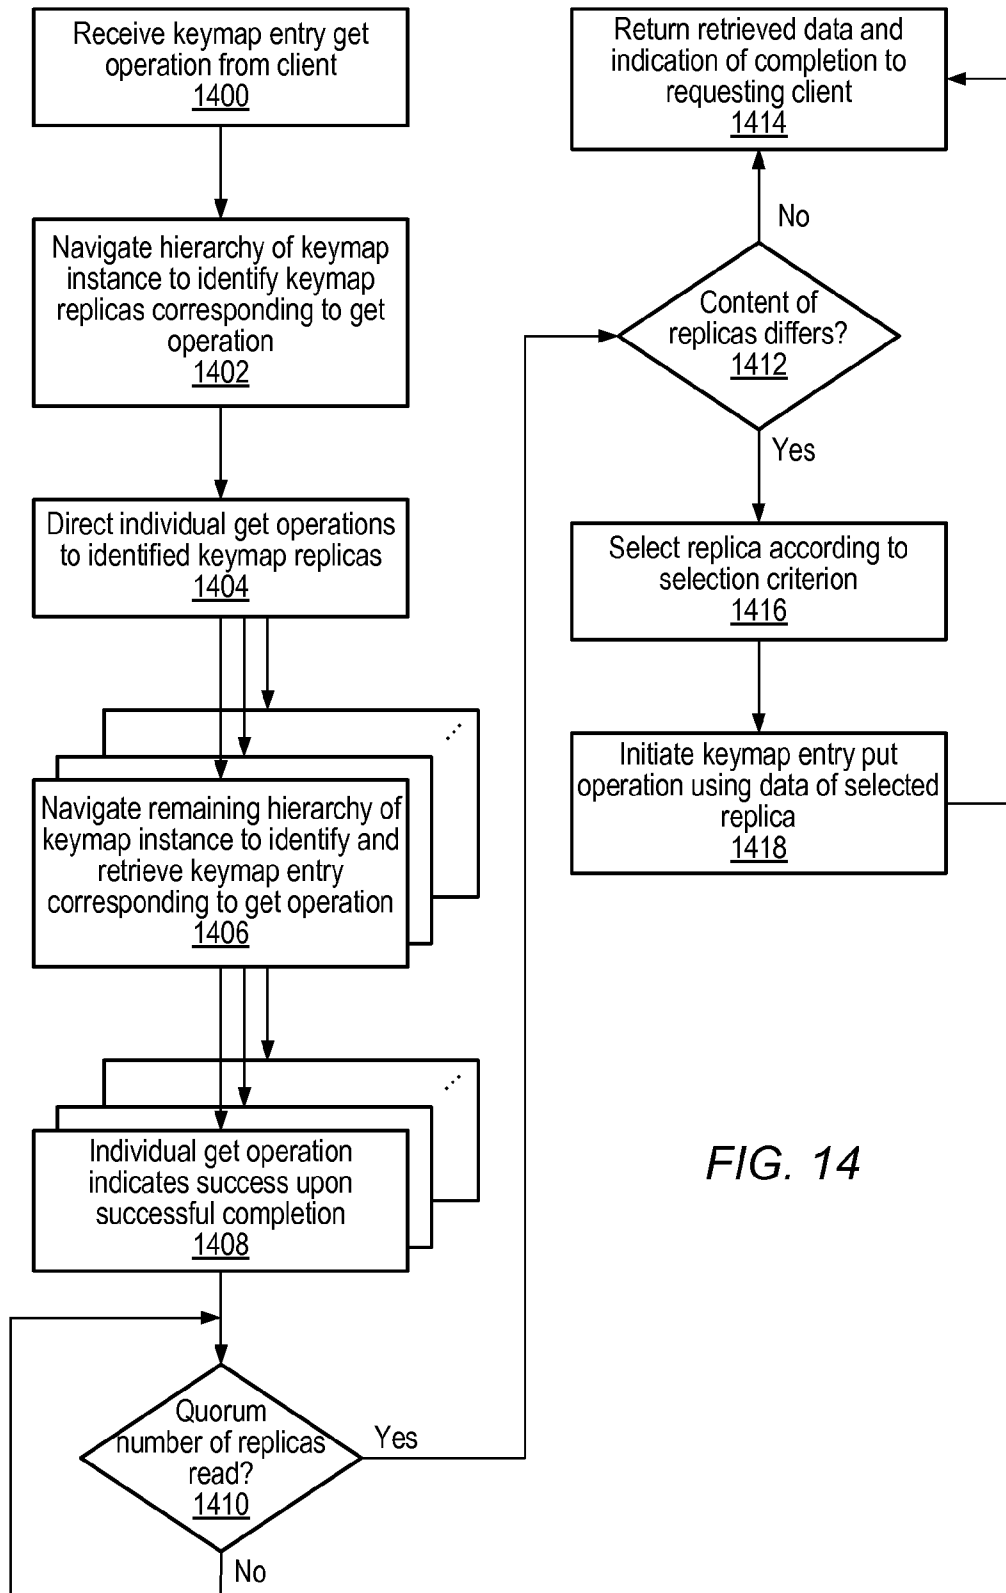 Receive keymap entry get
operation from client
1400
Navigate hierarchy of keymap
instance to identify keymap
replicas corresponding to get
operation
1402
Direct individual get operations
to identified keymap replicas
1404
Navigate remaining hierarchy of
keymap instance to identify and
retrieve keymap entry
corresponding to get operation
1406
Individual get operation
indicates success upon
successful completion
1408
Quorum
number of replicas
read?
1410
Yes
No
Return retrieved data and
indication of completion to
requesting client
1414
No
Content of
replicas differs?
1412
Yes
Select replica according to
selection criterion
1416
Initiate keymap entry put
operation using data of selected
replica
1418
FIG. 14